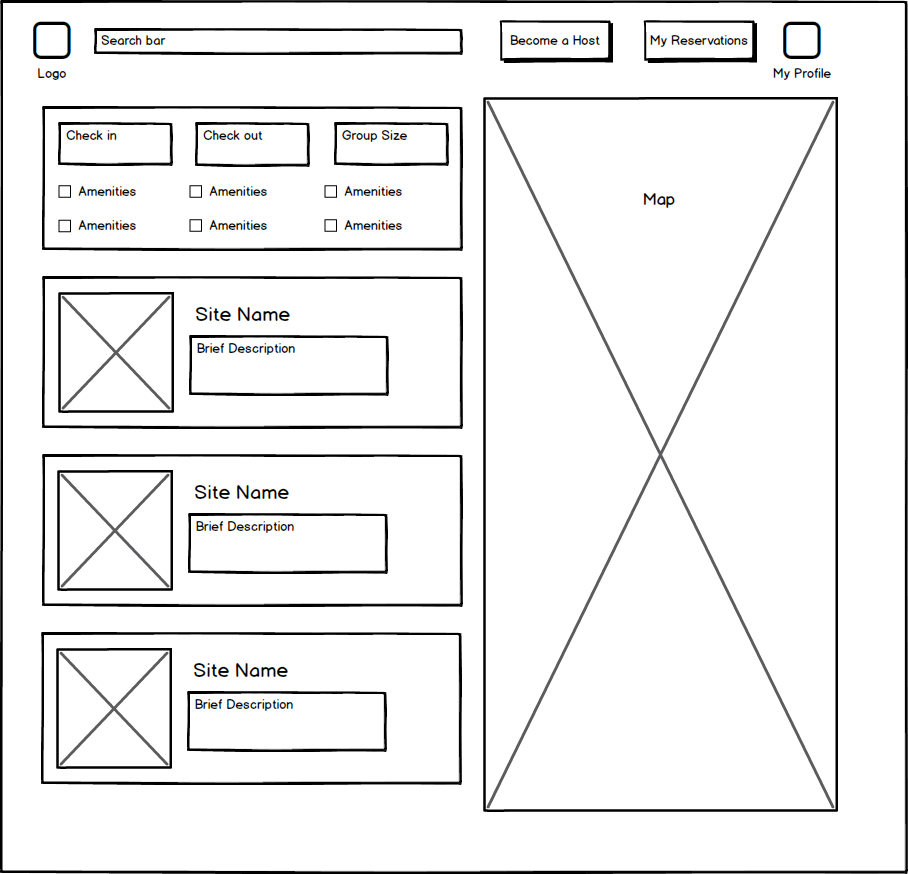 Search bar
Become a Host
My Reservations
Logo
My Profile
Check in
Check out
Group Size
Amenities
Amenities
Amenities
Amenities
Amenities
Amenities
Map
Site Name
Brief Description
Site Name
Brief Description
Site Name
Brief Description